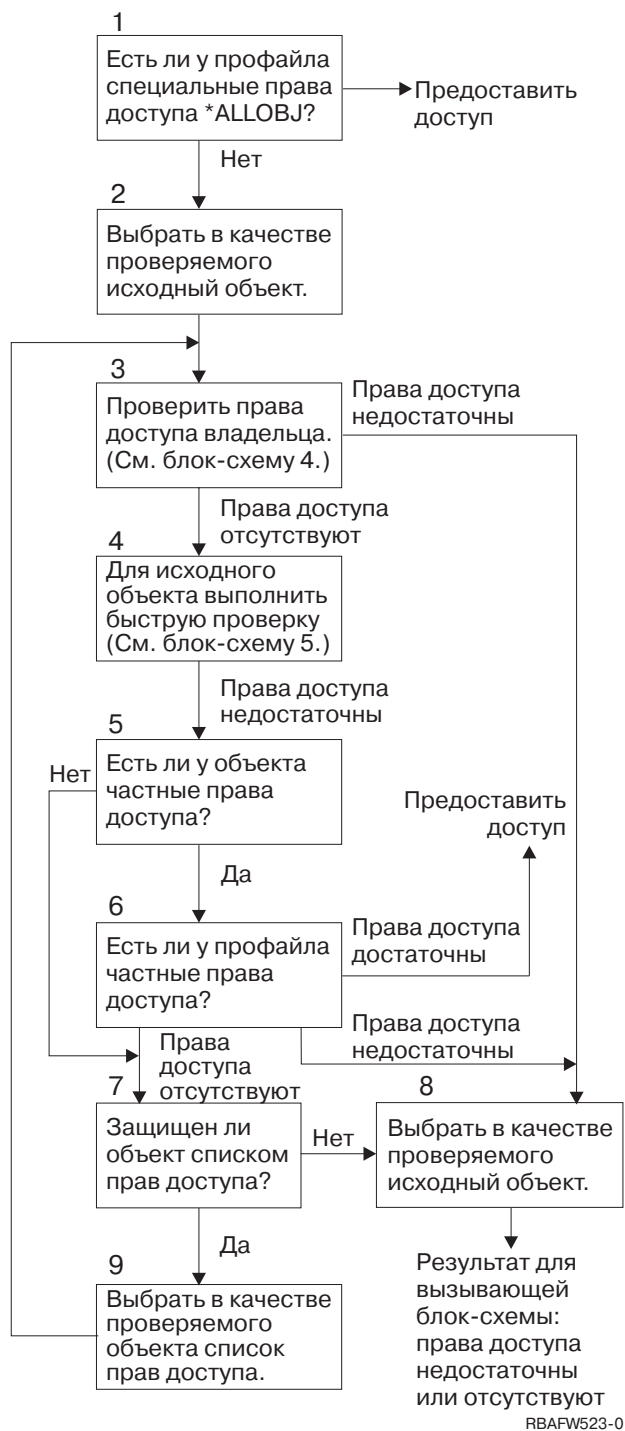 1
Есть ли у профайла
специальные права
доступа *ALLOBJ?
Предоставить
доступ
Нет
2
Выбрать в качестве
проверяемого
исходный объект.
3
Проверить права
доступа владельца.
(См. блок-схему 4.)
Права доступа
недостаточны
Права доступа
отсутствуют
4
Для исходного
объекта выполнить
быструю проверку
(См. блок-схему 5.)
Права доступа
недостаточны
5
Есть ли у объекта
частные права
доступа?
Нет
Предоставить
доступ
Да
6
Есть ли у профайла
частные права
доступа?
Права доступа
достаточны
Права доступа
недостаточны
Права
доступа
отсутствуют
7
Защищен ли
объект списком
прав доступа?
Нет
8
Выбрать в качестве
проверяемого
исходный объект.
Да
9
Выбрать в качестве
проверяемого
объекта список
прав доступа.
Результат для
вызывающей
блок-схемы:
права доступа
недостаточны
или отсутствуют
RBAFW523-0